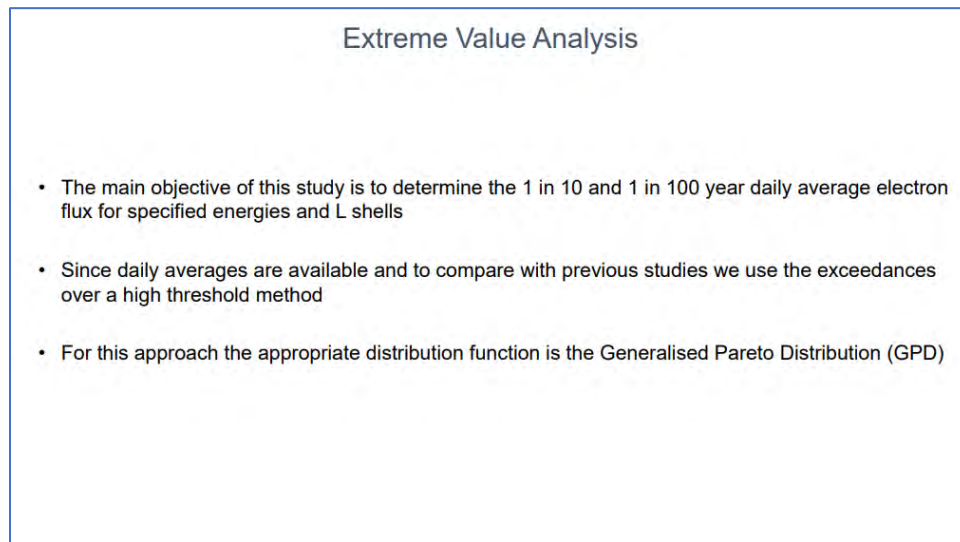 Extreme Value Analysis
• The main objective of this study is to determine the 1 in 10 and 1 in 100 year daily average electron
flux for specified energies and L shells
• Since daily averages are available and to compare with previous studies we use the exceedances
over a high threshold method
• For this approach the appropriate distribution function is the Generalised Pareto Distribution (GPD)